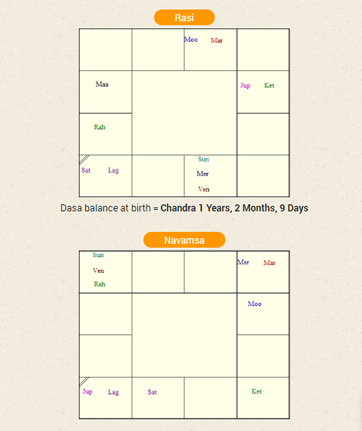 Rasi
Moo Mar
Maa
Jup Ket
Rah
Sat Lag
Sun
Mer
Ven
Dasa balance at birth = Chandra 1 Years, 2 Months, 9 Days
Navamsa
Sun
Ven
Rah
Mer Mar
Moo
Jup Lag
Sat
Ket